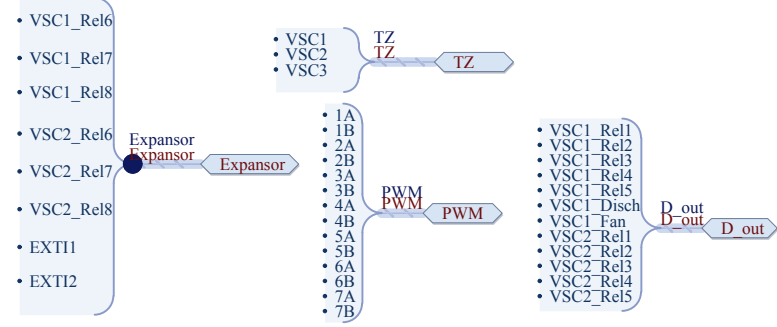 VSC1_Rel6
VSC1_Rel7
VSC1_Rel8
VSC2_Rel6
VSC2_Rel7
VSC2_Rel8
EXTI1
EXTI2
Expansor
Expansor
Expansor
VSC1
VSC2
VSC3
TZ
TZ
TZ
1A
1B
2A
2B
3A
3B
4A
4B
5A
5B
6A
6B
7A
7B
PWM
PWM
PWM
VSC1_Rel1
VSC1_Rel2
VSC1_Rel3
VSC1_Rel4
VSC1_Rel5
VSC1_Disch
VSC1_Fan
VSC2_Rel1
VSC2_Rel2
VSC2_Rel3
VSC2_Rel4
VSC2_Rel5
D_out
D_out
D_out